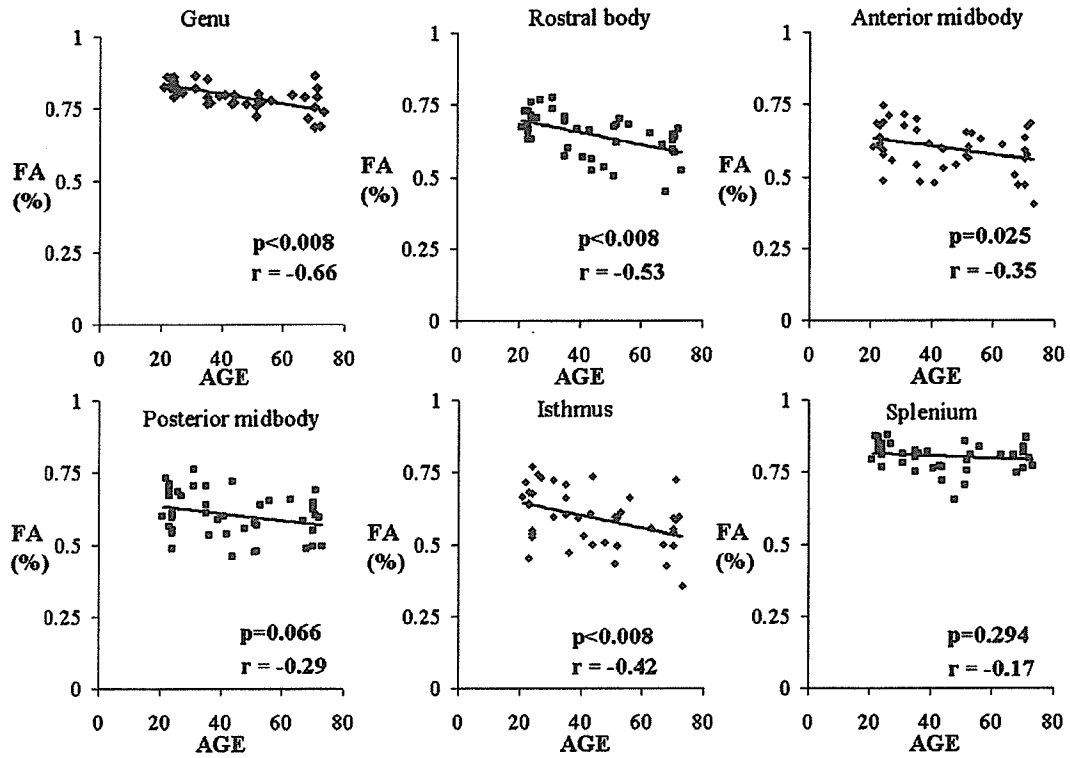 Genu
1
0.75
FA
(%)
0.5
0.25
0
p<0.008
r = -0.66
0 20 40 60 80
AGE
Rostral body
1
0.75
FA
(%)
0.5
0.25
0
p<0.008
r = -0.53
0 20 40 60 80
AGE
Anterior midbody
1
0.75
FA
(%)
0.5
0.25
0
p=0.025
r = -0.35
0 20 40 60 80
AGE
Posterior midbody
1
0.75
FA
(%)
0.5
0.25
0
p=0.066
r = -0.29
0 20 40 60 80
AGE
Isthmus
1
0.75
FA
(%)
0.5
0.25
0
p<0.008
r = -0.42
0 20 40 60 80
AGE
Splenium
1
0.75
FA
(%)
0.5
0.25
0
p=0.294
r = -0.17
0 20 40 60 80
AGE